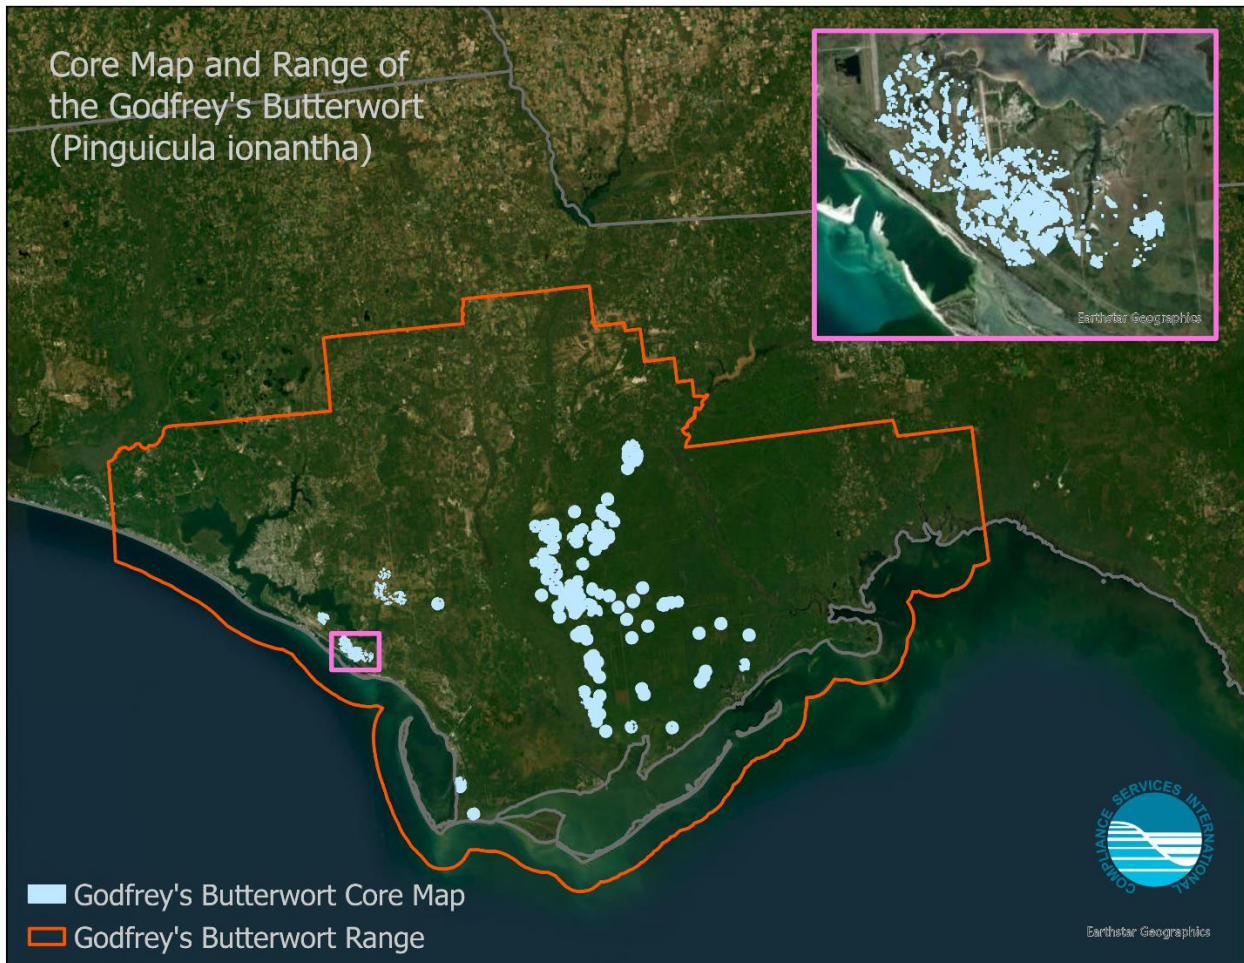 Core Map and Range of
the Godfrey's Butterwort
(Pinguicula ionantha)
Earthstar Geographics
COMPLIANCE SERVICES INTERNATIONAL
Godfrey's Butterwort Core Map
Godfrey's Butterwort Range
Earthstar Geographics